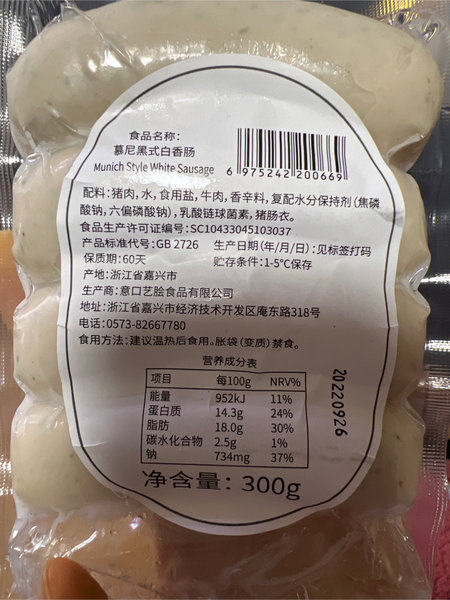 食品名称：
慕尼黑式白香肠
Munich Style White Sausage
6 975242 200669
配料：猪肉，水，食用盐，牛肉，香辛料，复配水分保持剂（焦磷
酸钠，六偏磷酸钠），乳酸链球菌素，猪肠衣。
食品生产许可证编号：SC10433045103037
产品标准代号：GB 2726 生产日期（年/月/日）：见标签打码
保质期：60天 贮存条件：1-5℃保存
产地：浙江省嘉兴市
生产商：意口艺脍食品有限公司
地址：浙江省嘉兴市经济技术开发区庵东路318号
电话：0573-82667780
食用方法：建议温热后食用。胀袋（变质）禁食。
营养成分表
项目 每100g NRV%
能量 952kJ 11%
蛋白质 14.3g 24%
脂肪 18.0g 30%
碳水化合物 2.5g 1%
钠 734mg 37%
净含量：300g
20220926